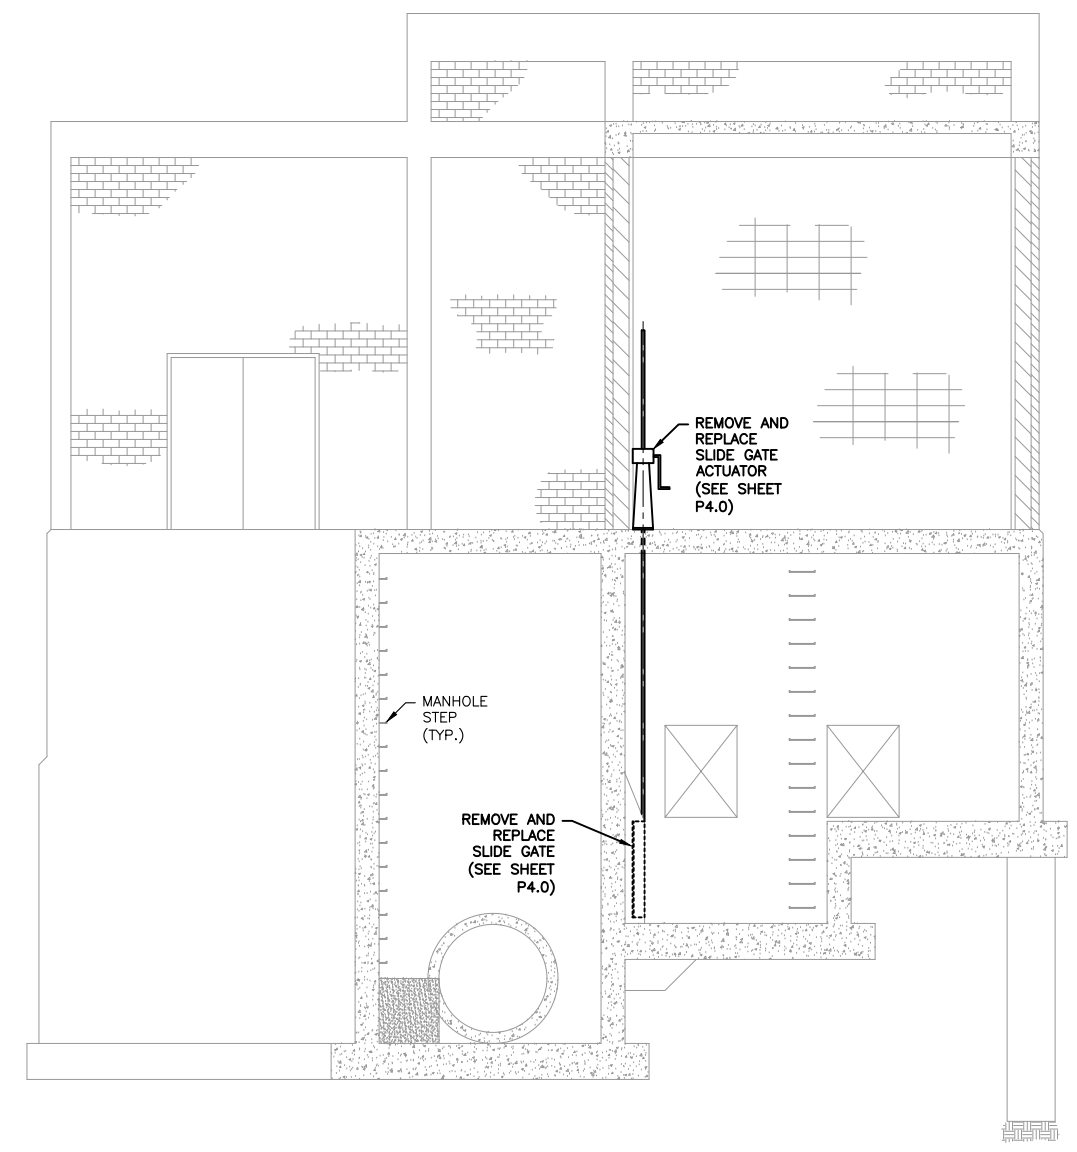 REMOVE AND
REPLACE
SLIDE GATE
ACTUATOR
(SEE SHEET
P4.0)
MANHOLE
STEP
(TYP.)
REMOVE AND
REPLACE
SLIDE GATE
(SEE SHEET
P4.0)